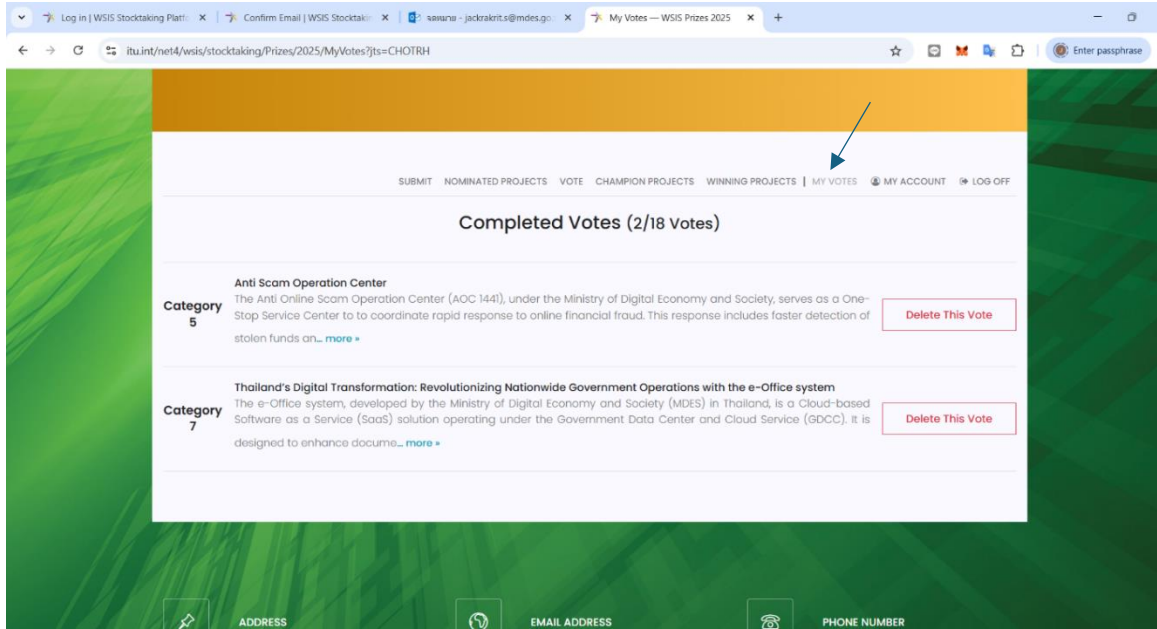 Log in | WSIS Stocktaking Platfo
Confirm Email | WSIS Stocktakin
จดหมาย - jackrakrit.s@mdes.go.
My Votes — WSIS Prizes 2025
itu.int/net4/wsis/stocktaking/Prizes/2025/MyVotes?jts=CHOTRH
Enter passphrase
SUBMIT NOMINATED PROJECTS VOTE CHAMPION PROJECTS WINNING PROJECTS | MY VOTES MY ACCOUNT LOG OFF
Completed Votes (2/18 Votes)
Category 5
Anti Scam Operation Center
The Anti Online Scam Operation Center (AOC 1441), under the Ministry of Digital Economy and Society, serves as a One-
Stop Service Center to to coordinate rapid response to online financial fraud. This response includes faster detection of
stolen funds an... more »
Delete This Vote
Category 7
Thailand's Digital Transformation: Revolutionizing Nationwide Government Operations with the e-Office system
The e-Office system, developed by the Ministry of Digital Economy and Society (MDES) in Thailand, is a Cloud-based
Software as a Service (SaaS) solution operating under the Government Data Center and Cloud Service (GDCC). It is
designed to enhance docume... more »
Delete This Vote
ADDRESS
EMAIL ADDRESS
PHONE NUMBER